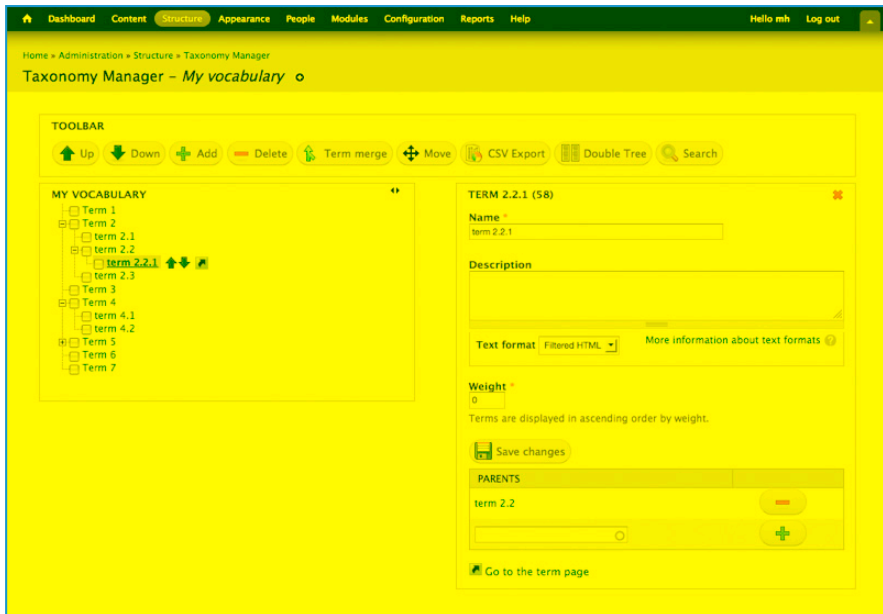 Dashboard Content Structure Appearance People Modules Configuration Reports Help Hello mh Log out
Home » Administration » Structure » Taxonomy Manager
Taxonomy Manager – My vocabulary
TOOLBAR
Up Down Add Delete Term merge Move CSV Export Double Tree Search
MY VOCABULARY
Term 1
Term 2
term 2.1
term 2.2
term 2.2.1
term 2.3
Term 3
Term 4
term 4.1
term 4.2
Term 5
Term 6
Term 7
TERM 2.2.1 (58)
Name *
term 2.2.1
Description
Text format Filtered HTML More information about text formats ?
Weight *
0
Terms are displayed in ascending order by weight.
Save changes
PARENTS
term 2.2
Go to the term page